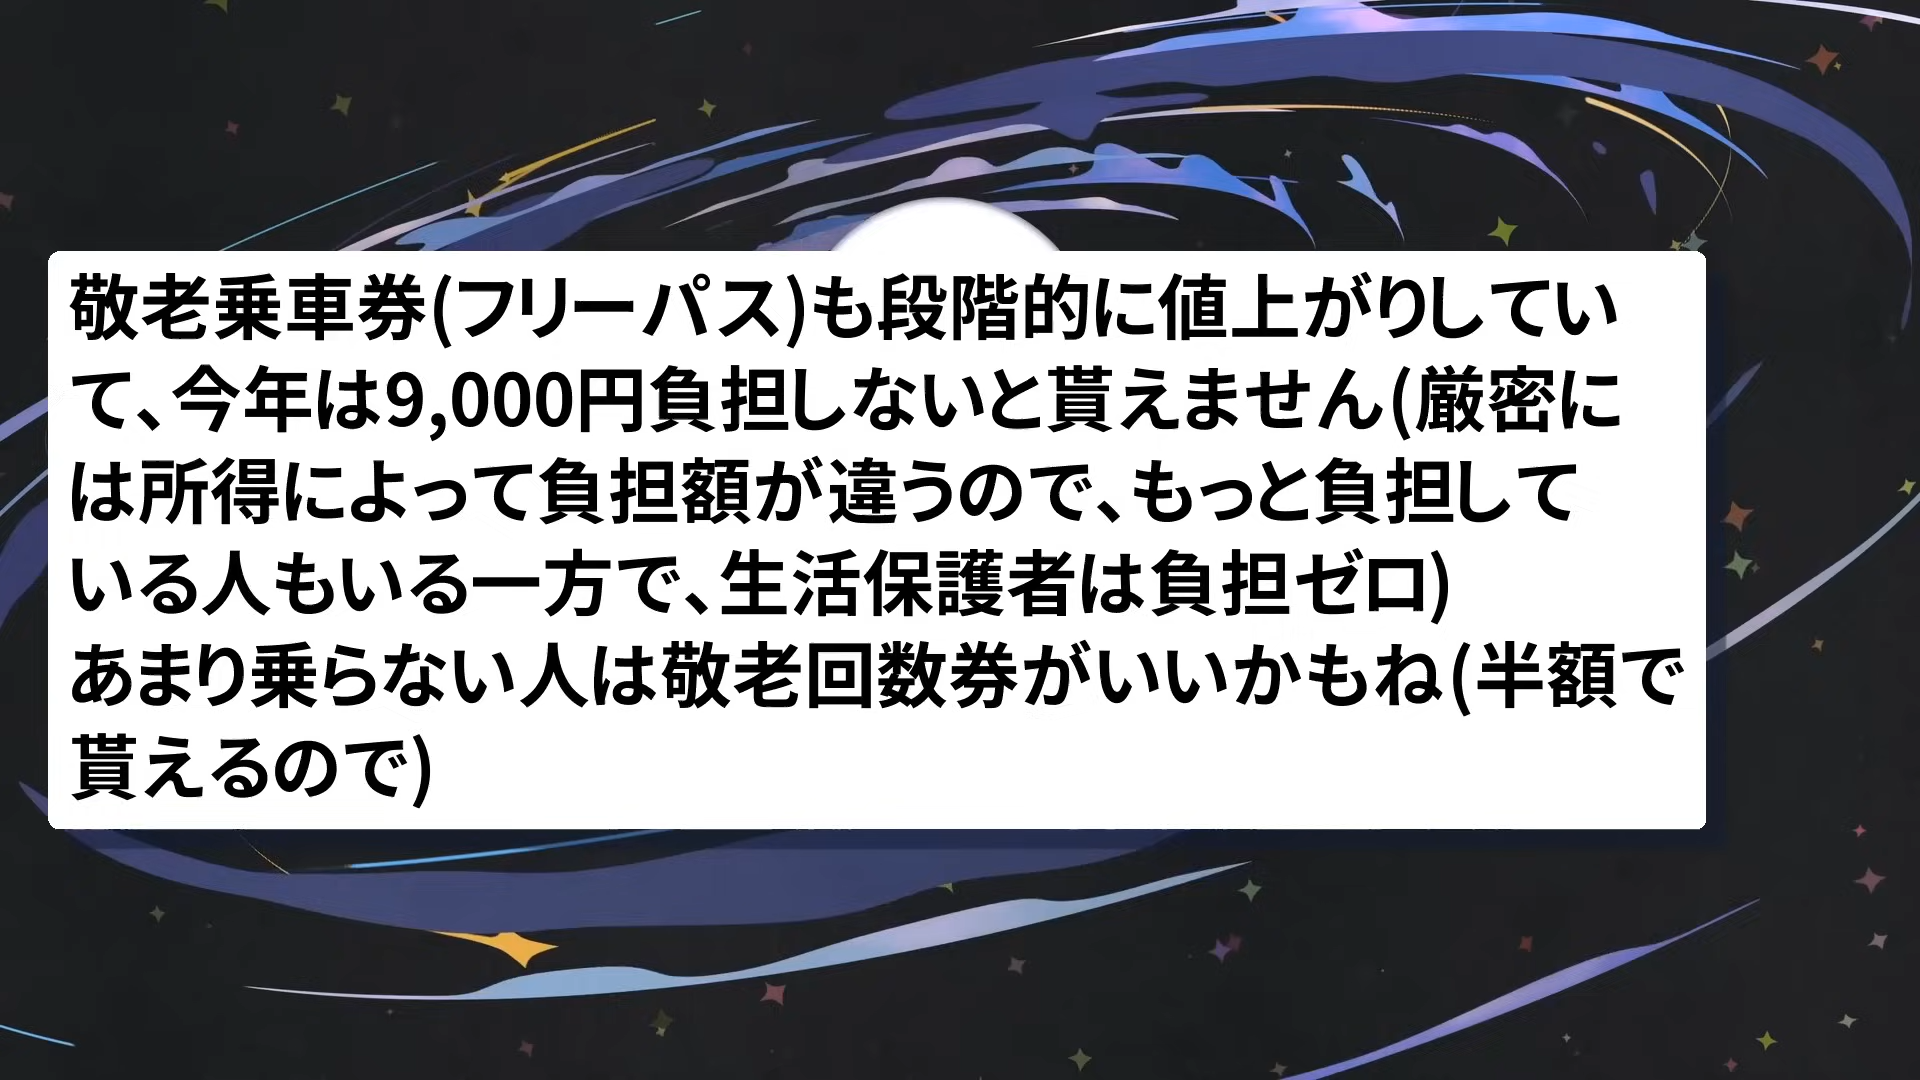 敬老乗車券(フリーパス)も段階的に値上がりしてい
て、今年は9,000円負担しないと貰えません(厳密に
は所得によって負担額が違うので、もっと負担して
いる人もいる一方で、生活保護者は負担ゼロ)
あまり乗らない人は敬老回数券がいいかもね(半額で
貰えるので)